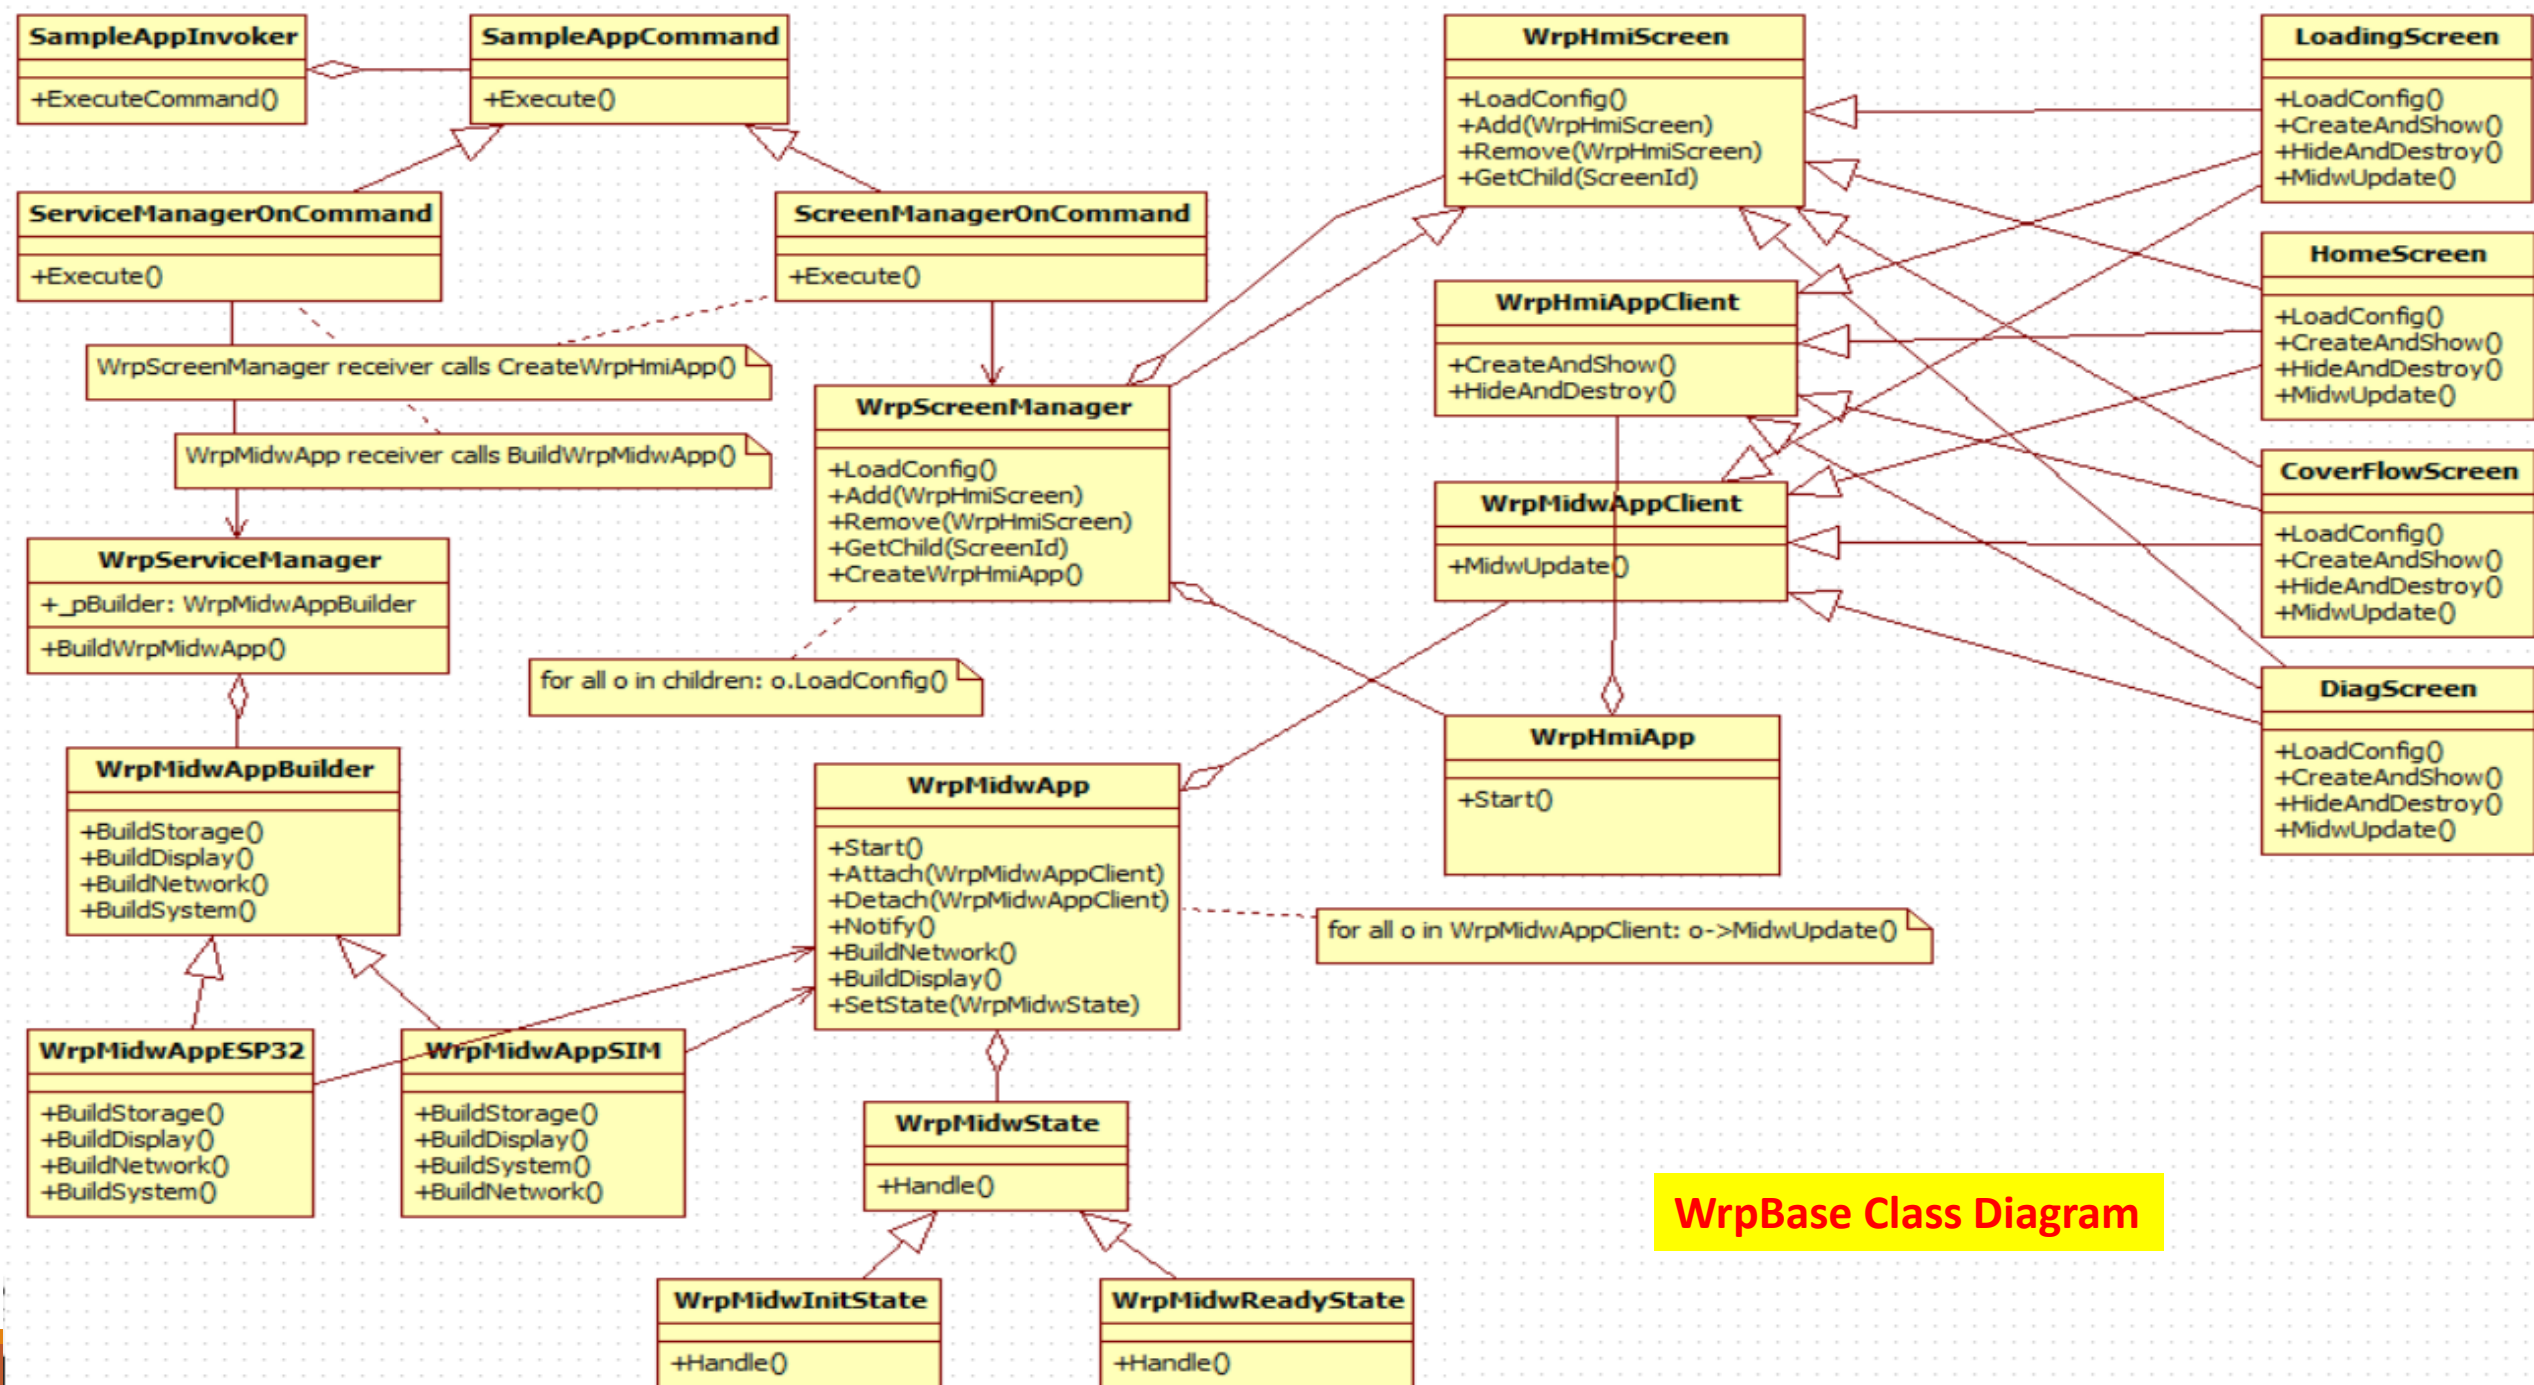 SampleAppInvoker
+ExecuteCommand()
SampleAppCommand
+Execute()
ServiceManagerOnCommand
+Execute()
ScreenManagerOnCommand
+Execute()
WrpScreenManager receiver calls CreateWrpHmiApp()
WrpMidwApp receiver calls BuildWrpMidwApp()
WrpServiceManager
+_pBuilder: WrpMidwAppBuilder
+BuildWrpMidwApp()
WrpMidwAppBuilder
+BuildStorage()
+BuildDisplay()
+BuildNetwork()
+BuildSystem()
WrpMidwAppESP32
+BuildStorage()
+BuildDisplay()
+BuildNetwork()
+BuildSystem()
WrpMidwAppSIM
+BuildStorage()
+BuildDisplay()
+BuildSystem()
+BuildNetwork()
WrpScreenManager
+LoadConfig()
+Add(WrpHmiScreen)
+Remove(WrpHmiScreen)
+GetChild(ScreenId)
+CreateWrpHmiApp()
for all o in children: o.LoadConfig()
WrpMidwApp
+Start()
+Attach(WrpMidwAppClient)
+Detach(WrpMidwAppClient)
+Notify()
+BuildNetwork()
+BuildDisplay()
+SetState(WrpMidwState)
WrpMidwState
+Handle()
WrpMidwInitState
+Handle()
WrpMidwReadyState
+Handle()
WrpHmiScreen
+LoadConfig()
+Add(WrpHmiScreen)
+Remove(WrpHmiScreen)
+GetChild(ScreenId)
WrpHmiAppClient
+CreateAndShow()
+HideAndDestroy()
WrpMidwAppClient
+MidwUpdate()
WrpHmiApp
+Start()
for all o in WrpMidwAppClient: o->MidwUpdate()
LoadingScreen
+LoadConfig()
+CreateAndShow()
+HideAndDestroy()
+MidwUpdate()
HomeScreen
+LoadConfig()
+CreateAndShow()
+HideAndDestroy()
+MidwUpdate()
CoverFlowScreen
+LoadConfig()
+CreateAndShow()
+HideAndDestroy()
+MidwUpdate()
DiagScreen
+LoadConfig()
+CreateAndShow()
+HideAndDestroy()
+MidwUpdate()
WrpBase Class Diagram